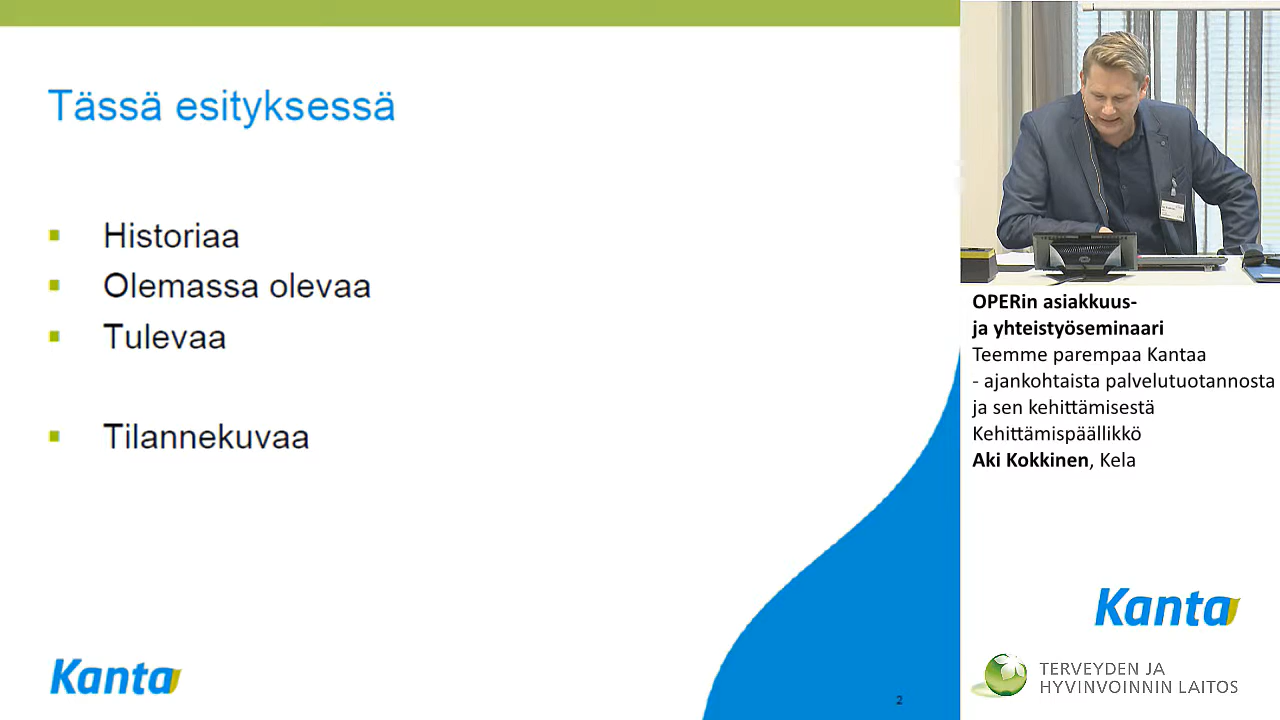 Tässä esityksessä
Historiaa
Olemassa olevaa
Tulevaa
Tilannekuvaa
Kanta
2
OPERin asiakkuus-
ja yhteistyöseminaari
Teemme parempaa Kantaa
- ajankohtaista palvelutuotannosta
ja sen kehittämisestä
Kehittämispäällikkö
Aki Kokkinen, Kela
Kanta
TERVEYDEN JA
HYVINVOINNIN LAITOS